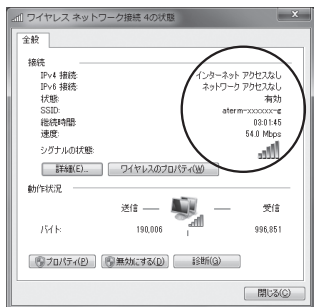 ワイヤレス ネットワーク接続 4の状態
全般
接続
IPv4 接続: インターネット アクセスなし
IPv6 接続: ネットワーク アクセスなし
状態: 有効
SSID: aterm-xxxxxx-g
継続時間: 03:01:45
速度: 54.0 Mbps
シグナルの状態:
詳細(E)... ワイヤレスのプロパティ(W)
動作状況
送信 受信
バイト: 190,006 996,851
プロパティ(P) 無効にする(D) 診断(G)
閉じる(C)